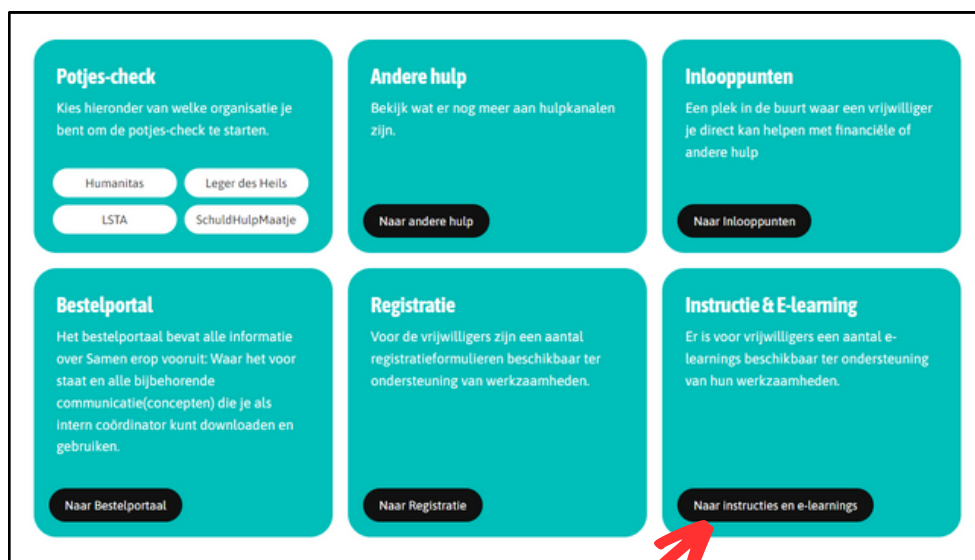 Potjes-check
Kies hieronder van welke organisatie je
bent om de potjes-check te starten.
Humanitas
Leger des Heils
LSTA
SchuldHulpMaatje
Andere hulp
Bekijk wat er nog meer aan hulpkanalen
zijn.
Naar andere hulp
Inlooppunten
Een plek in de buurt waar een vrijwilliger
je direct kan helpen met financiële of
andere hulp
Naar Inlooppunten
Bestelportal
Het bestelportaal bevat alle informatie
over Samen erop vooruit: Waar het voor
staat en alle bijbehorende
communicatie(concepten) die je als
intern coördinator kunt downloaden en
gebruiken.
Naar Bestelportaal
Registratie
Voor de vrijwilligers zijn een aantal
registratieformulieren beschikbaar ter
ondersteuning van werkzaamheden.
Naar Registratie
Instructie & E-learning
Er is voor vrijwilligers een aantal e-
learnings beschikbaar ter ondersteuning
van hun werkzaamheden.
Naar instructies en e-learnings